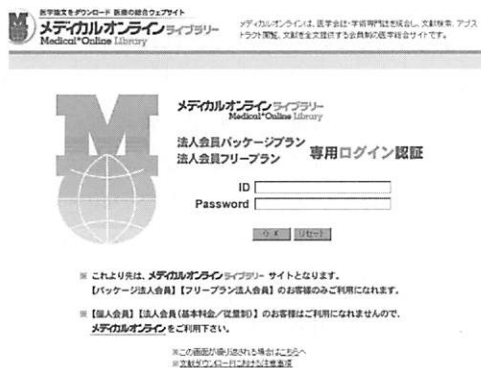 医学論文をダウンロード 医療の総合ウェブサイト
メディカルオンラインライブラリー
Medical*Online Library
メディカルオンラインは、医学会誌・学術専門誌を統合し、文献検索、アブス
トラクト閲覧、文献を全文提供する会員制の医学総合サイトです。
メディカルオンラインライブラリー
Medical*Online Library
法人会員パッケージプラン
法人会員フリープラン
専用ログイン認証
ID
Password
OK リセット
※ これより先は、メディカルオンラインライブラリー サイトとなります。
【パッケージ法人会員】【フリープラン法人会員】のお客様のみご利用になれます。
※【個人会員】【法人会員(基本料金/従量制)】のお客様はご利用になれませんので、
メディカルオンラインをご利用下さい。
※この画面が繰り返される場合はこちらへ
※文献ダウンロードにおける注意事項